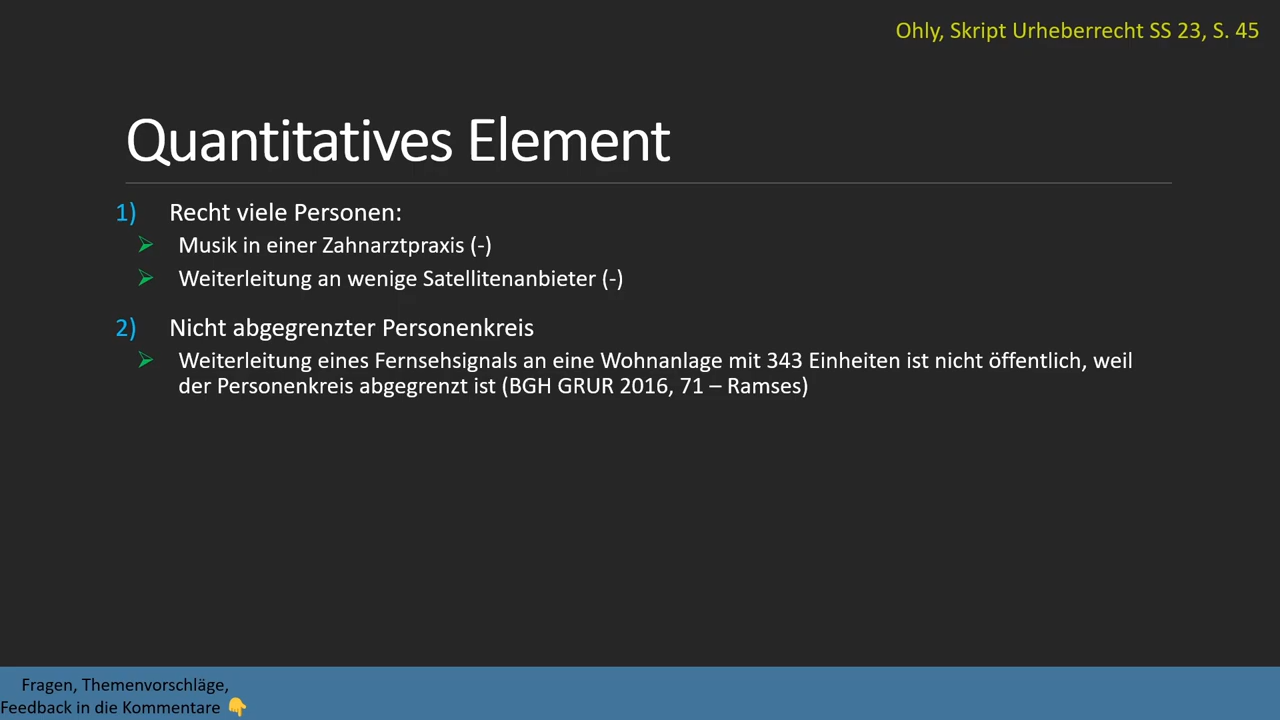 Ohly, Skript Urheberrecht SS 23, S. 45
Quantitatives Element
1) Recht viele Personen:
Musik in einer Zahnarztpraxis (-)
Weiterleitung an wenige Satellitenanbieter (-)
2) Nicht abgegrenzter Personenkreis
Weiterleitung eines Fernsehsignals an eine Wohnanlage mit 343 Einheiten ist nicht öffentlich, weil
der Personenkreis abgegrenzt ist (BGH GRUR 2016, 71 – Ramses)
Fragen, Themenvorschläge,
Feedback in die Kommentare 👇